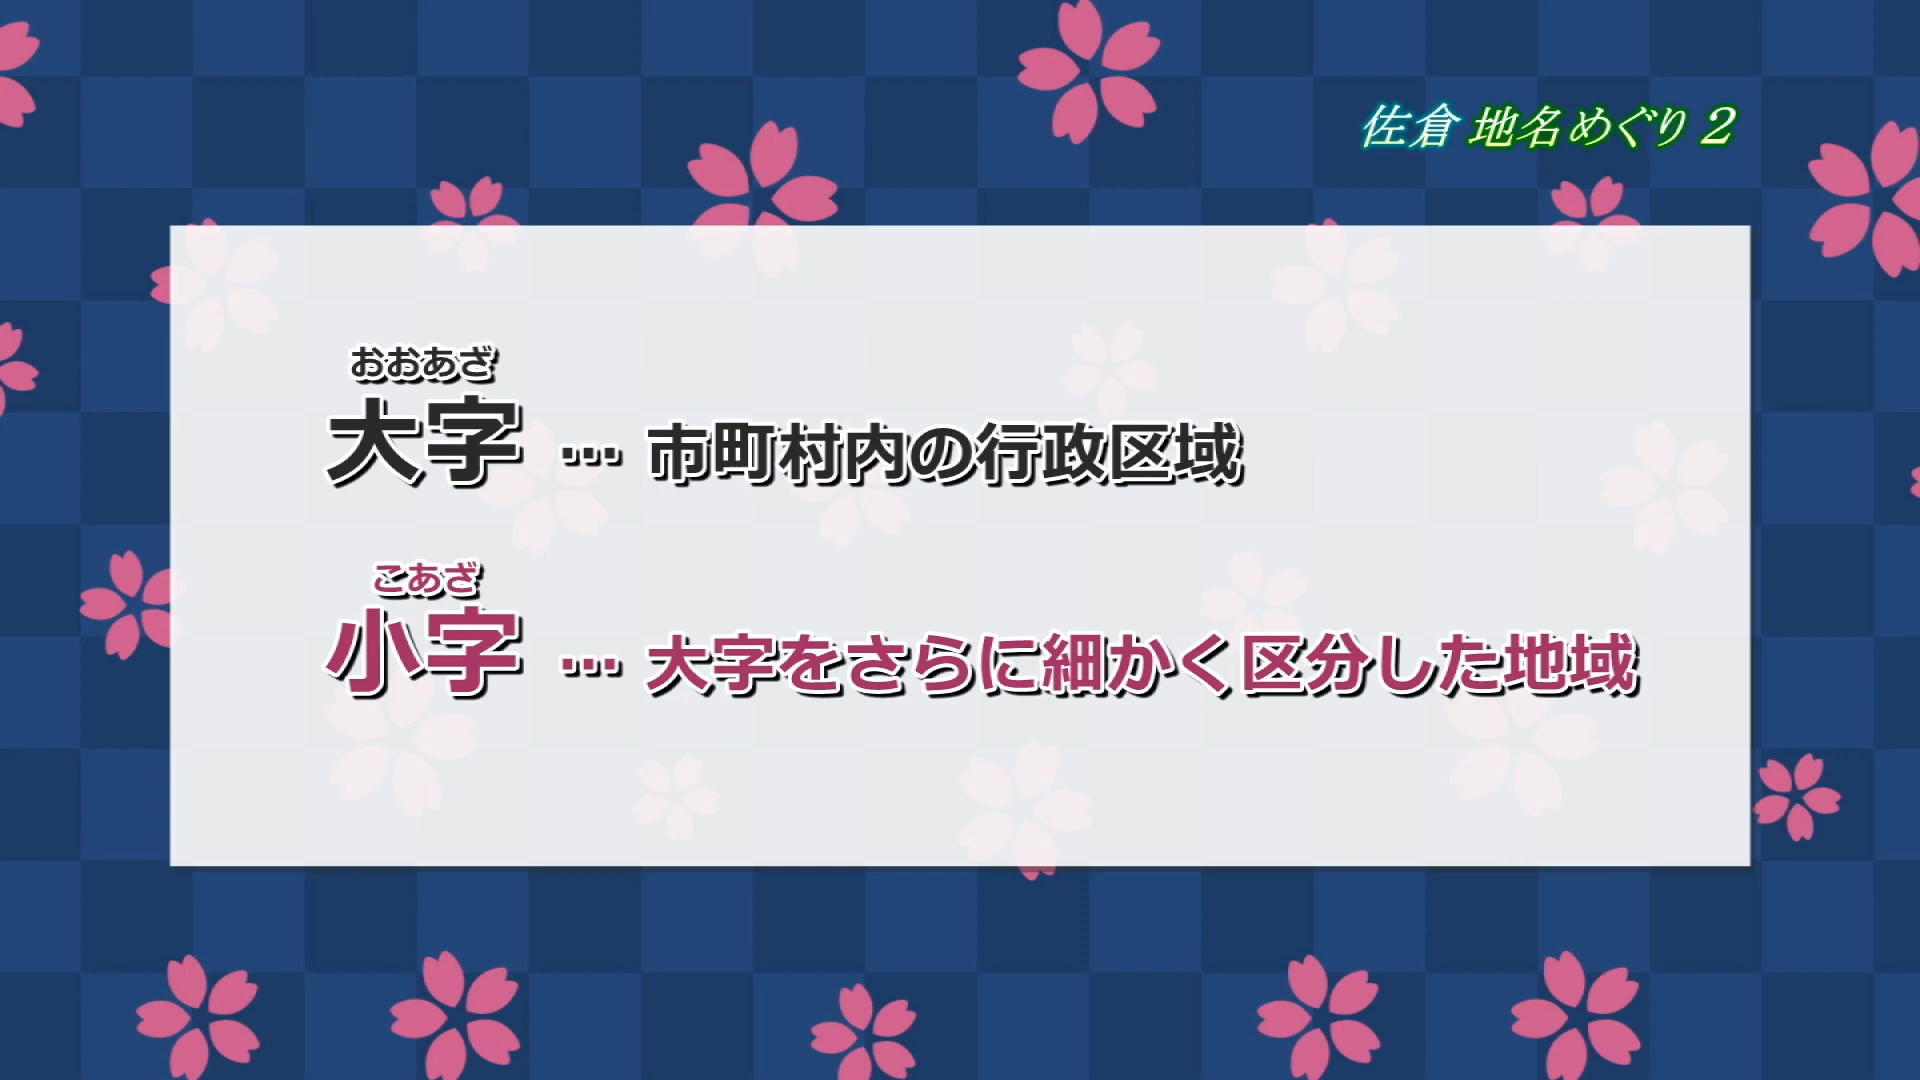 佐倉 地名めぐり 2
おおあざ
大字 … 市町村内の行政区域
こあざ
小字 … 大字をさらに細かく区分した地域